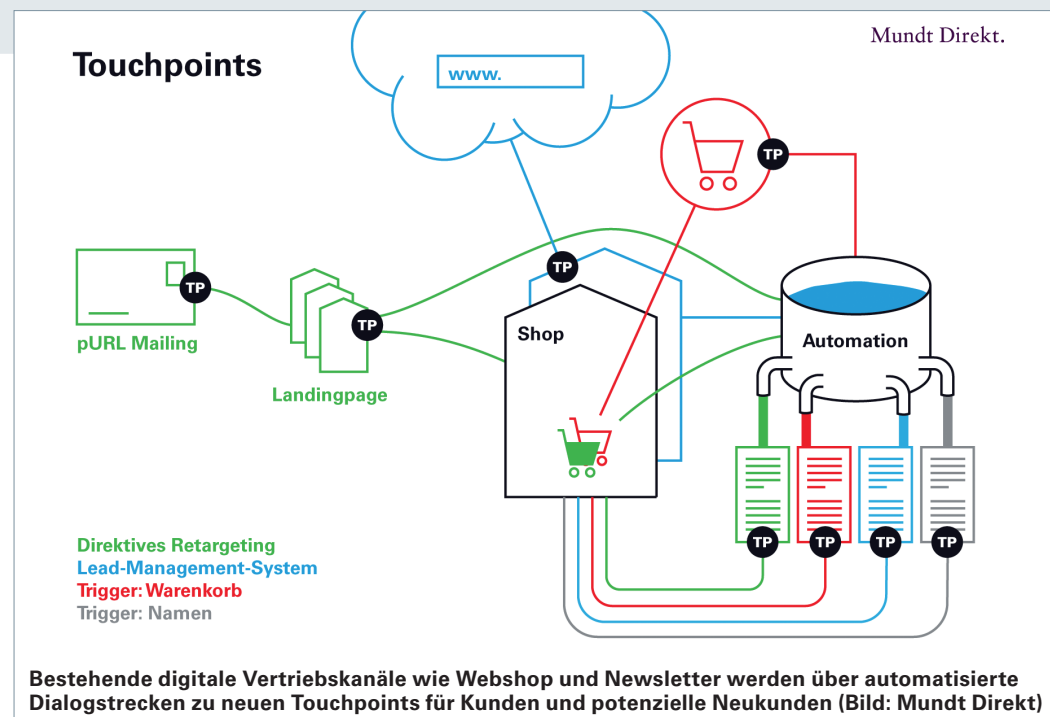 Mundt Direkt.
Touchpoints
www.
TP
TP
TP
TP
Shop
Automation
pURL Mailing
Landingpage
TP
TP
TP
TP
Direktives Retargeting
Lead-Management-System
Trigger: Warenkorb
Trigger: Namen
Bestehende digitale Vertriebskanäle wie Webshop und Newsletter werden über automatisierte
Dialogstrecken zu neuen Touchpoints für Kunden und potenzielle Neukunden (Bild: Mundt Direkt)